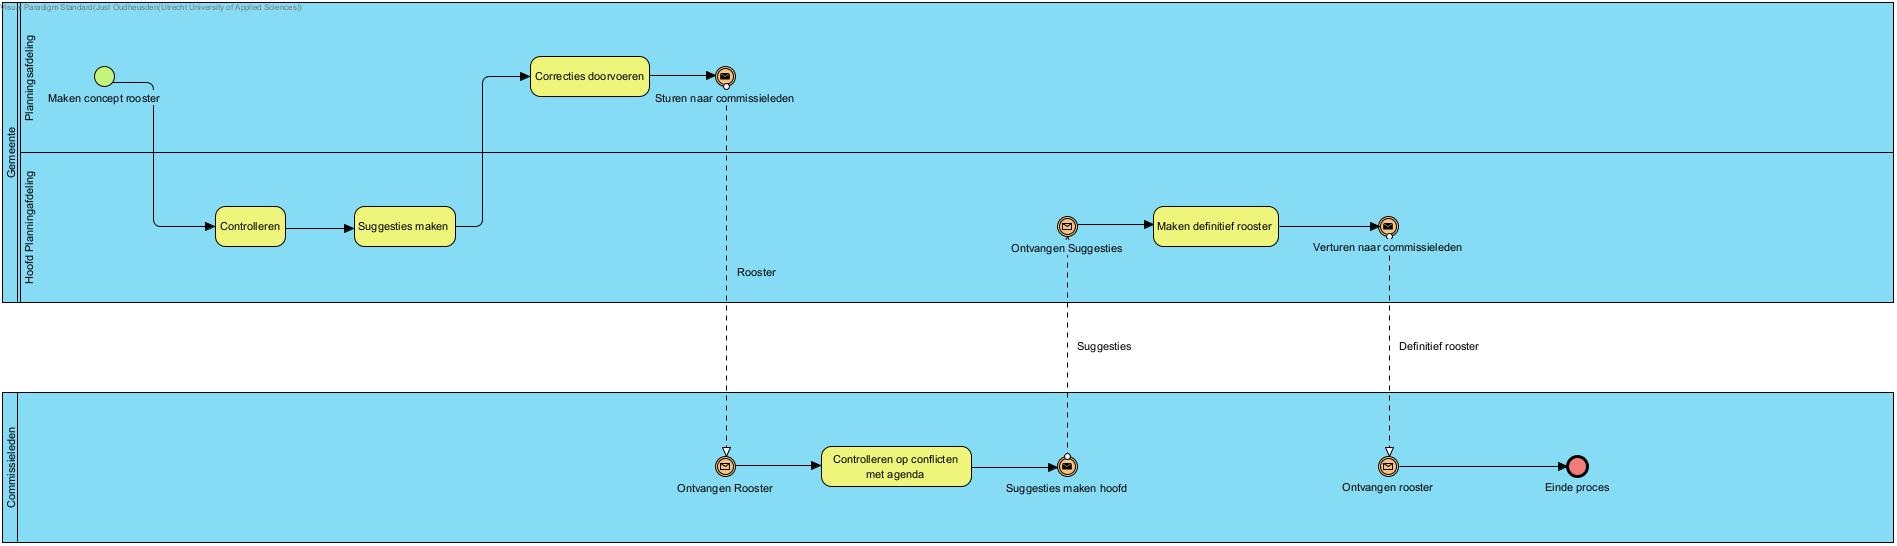 Visual Paradigm Standard(Just Oudheusden(Utrecht University of Applied Sciences))
Gemeente
Planningsafdeling
Maken concept rooster
Correcties doorvoeren
Sturen naar commissieleden
Hoofd Planningafdeling
Controlleren
Suggesties maken
Ontvangen Suggesties
Maken definitief rooster
Verturen naar commissieleden
Rooster
Suggesties
Definitief rooster
Commissieleden
Ontvangen Rooster
Controlleren op conflicten
met agenda
Suggesties maken hoofd
Ontvangen rooster
Einde proces